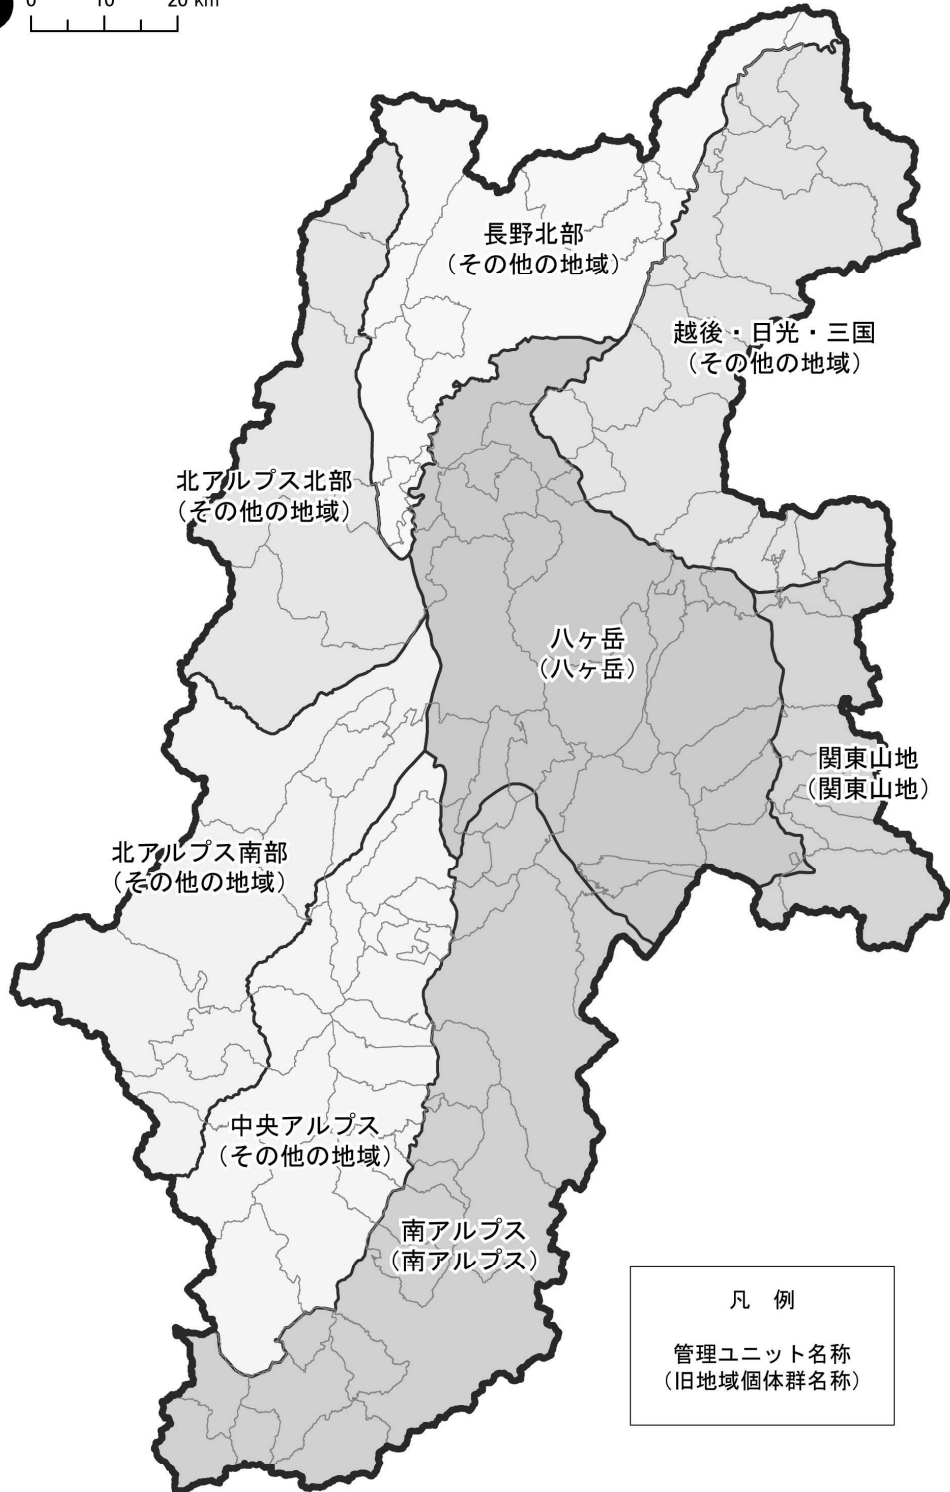 0 10 20 km
長野北部
(その他の地域)
越後・日光・三国
(その他の地域)
北アルプス北部
(その他の地域)
八ヶ岳
(八ヶ岳)
関東山地
(関東山地)
北アルプス南部
(その他の地域)
中央アルプス
(その他の地域)
南アルプス
(南アルプス)
凡 例
管理ユニット名称
(旧地域個体群名称)